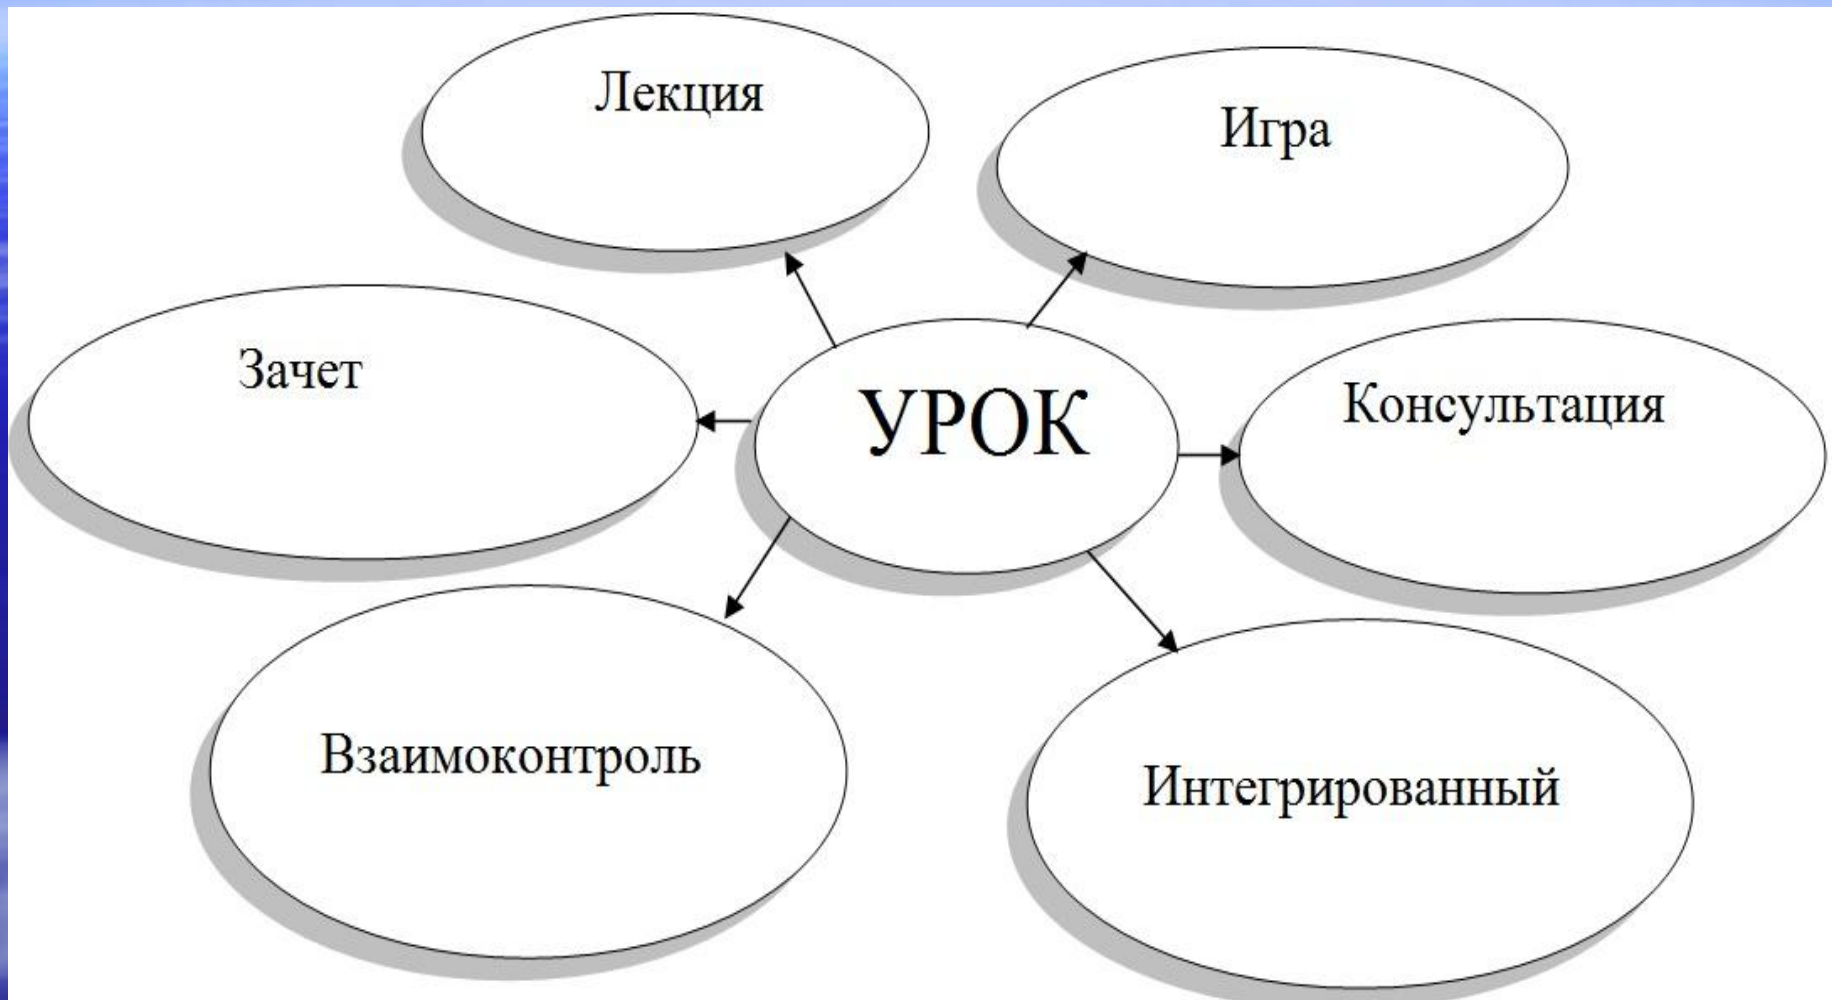 Лекция
Игра
Зачет
УРОК
Консультация
Взаимоконтроль
Интегрированный